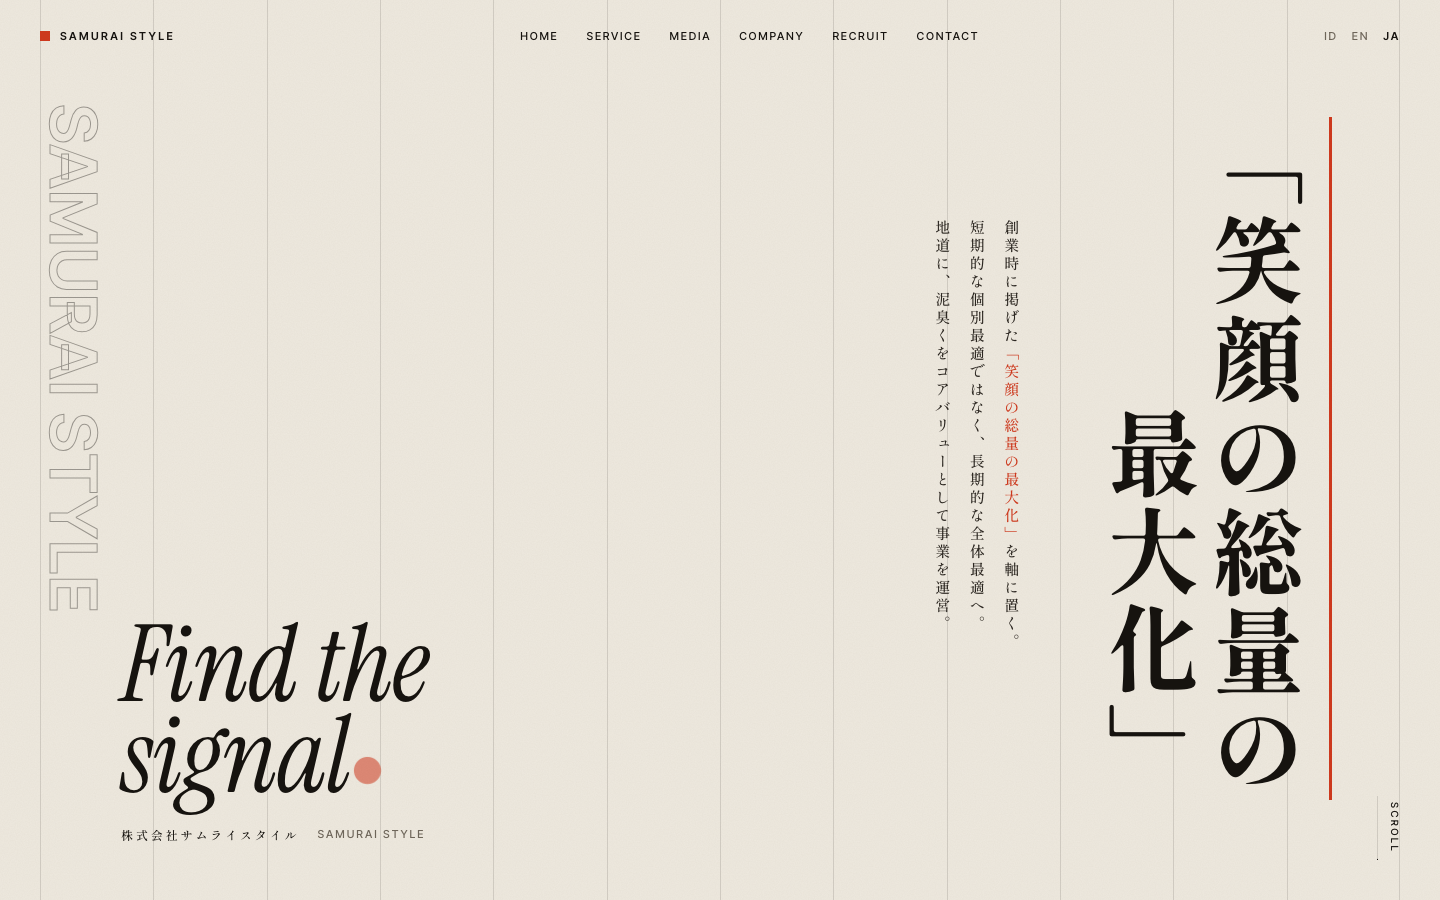 SAMURAI STYLE
HOME SERVICE MEDIA COMPANY RECRUIT CONTACT
ID EN JA
SAMURAI STYLE
「笑顔の総量の
最大化」
創業時に掲げた「笑顔の総量の最大化」を軸に置く。
短期的な個別最適ではなく、長期的な全体最適へ。
地道に、泥臭くをコアバリューとして事業を運営。
Find the
signal
株式会社サムライスタイル SAMURAI STYLE
SCROLL